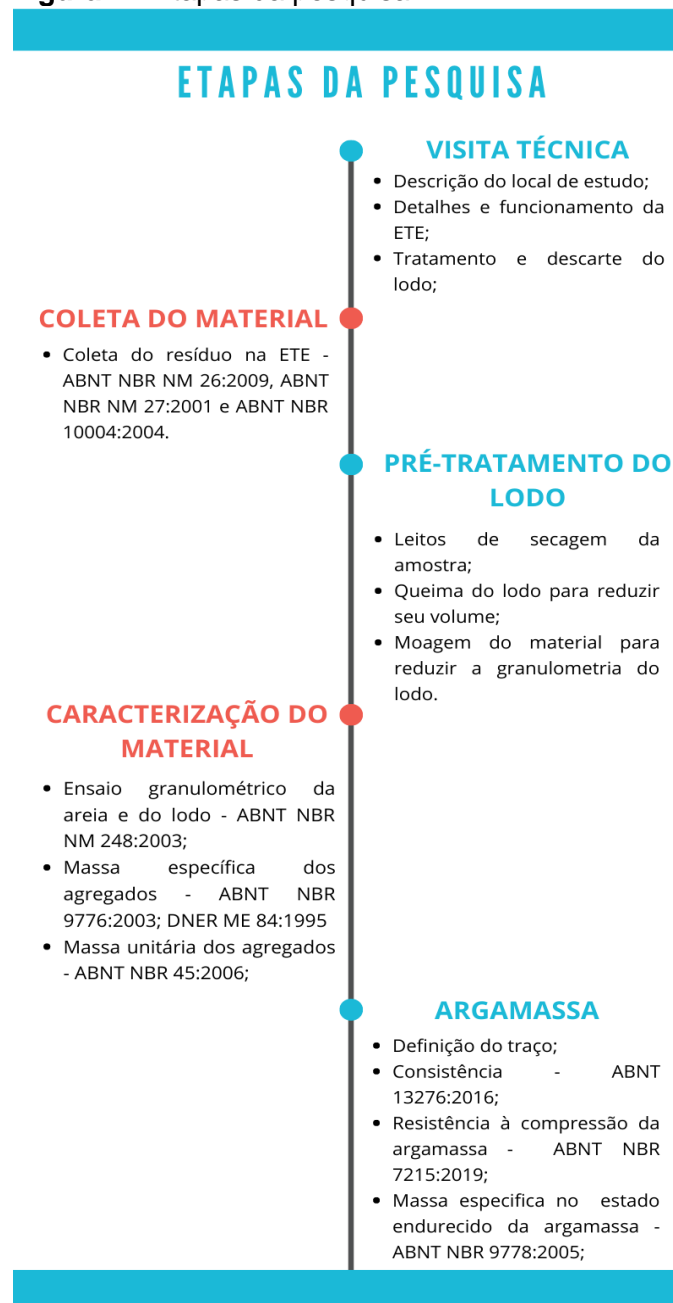 ETAPAS DA PESQUISA
VISITA TÉCNICA
• Descrição do local de estudo;
• Detalhes e funcionamento da
ETE;
• Tratamento e descarte do
lodo;
COLETA DO MATERIAL
• Coleta do resíduo na ETE -
ABNT NBR NM 26:2009, ABNT
NBR NM 27:2001 e ABNT NBR
10004:2004.
PRÉ-TRATAMENTO DO
LODO
• Leitos de secagem da
amostra;
• Queima do lodo para reduzir
seu volume;
• Moagem do material para
reduzir a granulometria do
lodo.
CARACTERIZAÇÃO DO
MATERIAL
• Ensaio granulométrico da
areia e do lodo - ABNT NBR
NM 248:2003;
• Massa específica dos
agregados - ABNT NBR
9776:2003; DNER ME 84:1995
• Massa unitária dos agregados
- ABNT NBR 45:2006;
ARGAMASSA
• Definição do traço;
• Consistência - ABNT
13276:2016;
• Resistência à compressão da
argamassa - ABNT NBR
7215:2019;
• Massa especifica no estado
endurecido da argamassa -
ABNT NBR 9778:2005;